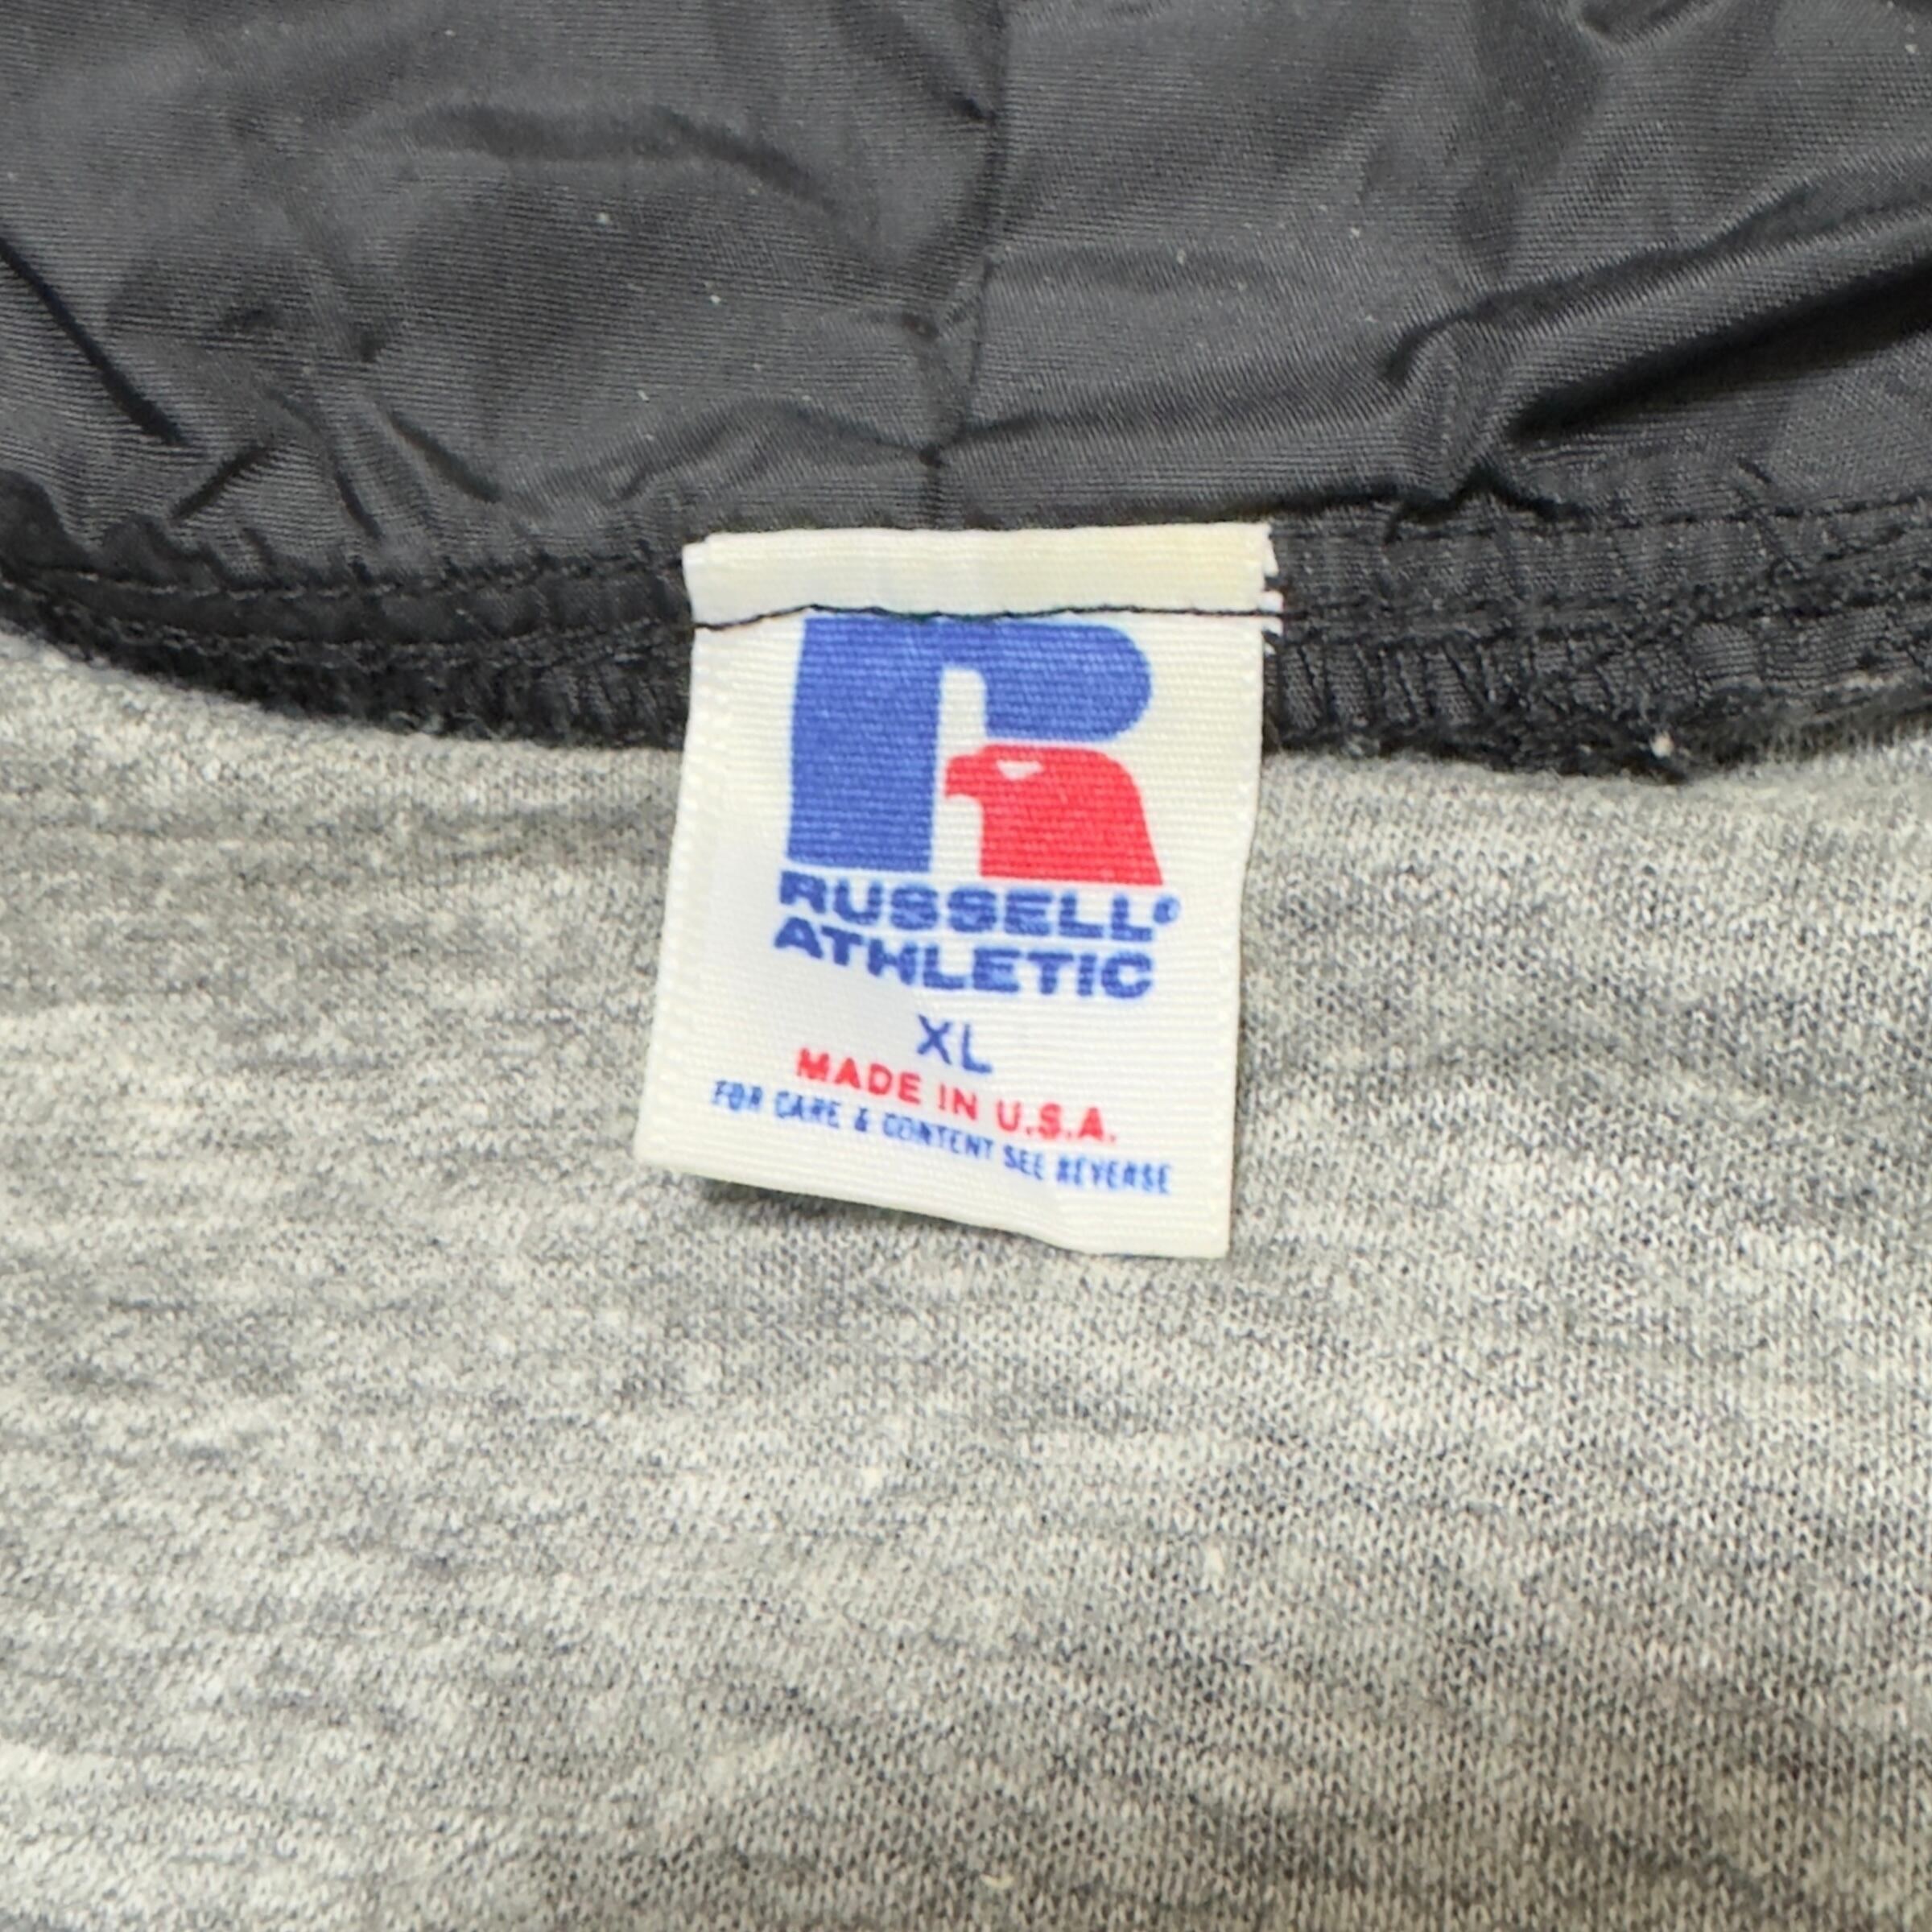 R
RUSSELL®
ATHLETIC
XL
MADE IN U.S.A.
FOR CARE & CONTENT SEE REVERSE